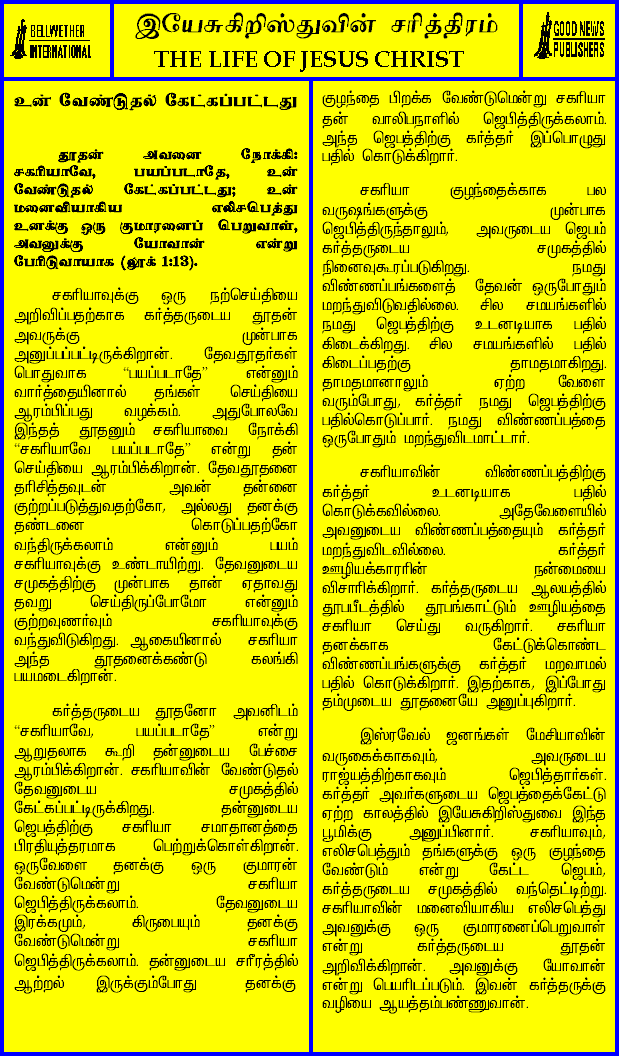 BELLWETHER
INTERNATIONAL
இயேசுகிறிஸ்துவின் சரித்திரம்
THE LIFE OF JESUS CHRIST
GOOD NEWS
PUBLISHERS
உன் வேண்டுதல் கேட்கப்பட்டது
தூதன் அவனை நோக்கி:
சகரியாவே, பயப்படாதே, உன்
வேண்டுதல் கேட்கப்பட்டது; உன்
மனைவியாகிய எலிசபெத்து
உனக்கு ஒரு குமாரனைப் பெறுவாள்,
அவனுக்கு யோவான் என்று
பேரிடுவாயாக (லூக் 1:13).
சகரியாவுக்கு ஒரு நற்செய்தியை
அறிவிப்பதற்காக கர்த்தருடைய தூதன்
அவருக்கு முன்பாக
அனுப்பப்பட்டிருக்கிறான். தேவதூதர்கள்
பொதுவாக “பயப்படாதே” என்னும்
வார்த்தையினால் தங்கள் செய்தியை
ஆரம்பிப்பது வழக்கம். அதுபோலவே
இந்தத் தூதனும் சகரியாவை நோக்கி
“சகரியாவே பயப்படாதே” என்று தன்
செய்தியை ஆரம்பிக்கிறான். தேவதூதனை
தரிசித்தவுடன் அவன் தன்னை
குற்றப்படுத்துவதற்கோ, அல்லது தனக்கு
தண்டனை கொடுப்பதற்கோ
வந்திருக்கலாம் என்னும் பயம்
சகரியாவுக்கு உண்டாயிற்று. தேவனுடைய
சமுகத்திற்கு முன்பாக தான் ஏதாவது
தவறு செய்திருப்போமோ என்னும்
குற்றவுணர்வும் சகரியாவுக்கு
வந்துவிடுகிறது. ஆகையினால் சகரியா
அந்த தூதனைக்கண்டு கலங்கி
பயமடைகிறான்.
கர்த்தருடைய தூதனோ அவனிடம்
“சகரியாவே, பயப்படாதே” என்று
ஆறுதலாக கூறி தன்னுடைய பேச்சை
ஆரம்பிக்கிறான். சகரியாவின் வேண்டுதல்
தேவனுடைய சமுகத்தில்
கேட்கப்பட்டிருக்கிறது. தன்னுடைய
ஜெபத்திற்கு சகரியா சமாதானத்தை
பிரதியுத்தரமாக பெற்றுக்கொள்கிறான்.
ஒருவேளை தனக்கு ஒரு குமாரன்
வேண்டுமென்று சகரியா
ஜெபித்திருக்கலாம். தேவனுடைய
இரக்கமும், கிருபையும் தனக்கு
வேண்டுமென்று சகரியா
ஜெபித்திருக்கலாம். தன்னுடைய சரீரத்தில்
ஆற்றல் இருக்கும்போது தனக்கு
குழந்தை பிறக்க வேண்டுமென்று சகரியா
தன் வாலிபநாளில் ஜெபித்திருக்கலாம்.
அந்த ஜெபத்திற்கு கர்த்தர் இப்பொழுது
பதில் கொடுக்கிறார்.
சகரியா குழந்தைக்காக பல
வருஷங்களுக்கு முன்பாக
ஜெபித்திருந்தாலும், அவருடைய ஜெபம்
கர்த்தருடைய சமுகத்தில்
நினைவுகூரப்படுகிறது. நமது
விண்ணப்பங்களைத் தேவன் ஒருபோதும்
மறந்துவிடுவதில்லை. சில சமயங்களில்
நமது ஜெபத்திற்கு உடனடியாக பதில்
கிடைக்கிறது. சில சமயங்களில் பதில்
கிடைப்பதற்கு தாமதமாகிறது.
தாமதமானாலும் ஏற்ற வேளை
வரும்போது, கர்த்தர் நமது ஜெபத்திற்கு
பதில்கொடுப்பார். நமது விண்ணப்பத்தை
ஒருபோதும் மறந்துவிடமாட்டார்.
சகரியாவின் விண்ணப்பத்திற்கு
கர்த்தர் உடனடியாக பதில்
கொடுக்கவில்லை. அதேவேளையில்
அவனுடைய விண்ணப்பத்தையும் கர்த்தர்
மறந்துவிடவில்லை. கர்த்தர்
ஊழியக்காரரின் நன்மையை
விசாரிக்கிறார். கர்த்தருடைய ஆலயத்தில்
தூபபீடத்தில் தூபங்காட்டும் ஊழியத்தை
சகரியா செய்து வருகிறார். சகரியா
தனக்காக கேட்டுக்கொண்ட
விண்ணப்பங்களுக்கு கர்த்தர் மறவாமல்
பதில் கொடுக்கிறார். இதற்காக, இப்போது
தம்முடைய தூதனையே அனுப்புகிறார்.
இஸ்ரவேல் ஜனங்கள் மேசியாவின்
வருகைக்காகவும், அவருடைய
ராஜ்யத்திற்காகவும் ஜெபித்தார்கள்.
கர்த்தர் அவர்களுடைய ஜெபத்தைக்கேட்டு
ஏற்ற காலத்தில் இயேசுகிறிஸ்துவை இந்த
பூமிக்கு அனுப்பினார். சகரியாவும்,
எலிசபெத்தும் தங்களுக்கு ஒரு குழந்தை
வேண்டும் என்று கேட்ட ஜெபம்,
கர்த்தருடைய சமுகத்தில் வந்தெட்டிற்று.
சகரியாவின் மனைவியாகிய எலிசபெத்து
அவனுக்கு ஒரு குமாரனைப்பெறுவாள்
என்று கர்த்தருடைய தூதன்
அறிவிக்கிறான். அவனுக்கு யோவான்
என்று பெயரிடப்படும். இவன் கர்த்தருக்கு
வழியை ஆயத்தம்பண்ணுவான்.